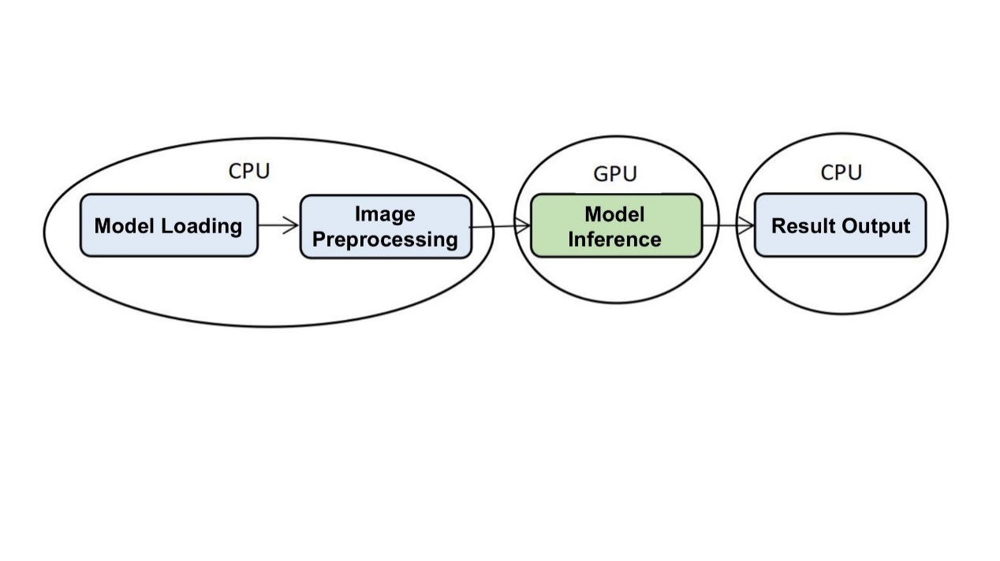 CPU
Model Loading
Image
Preprocessing
GPU
Model
Inference
CPU
Result Output